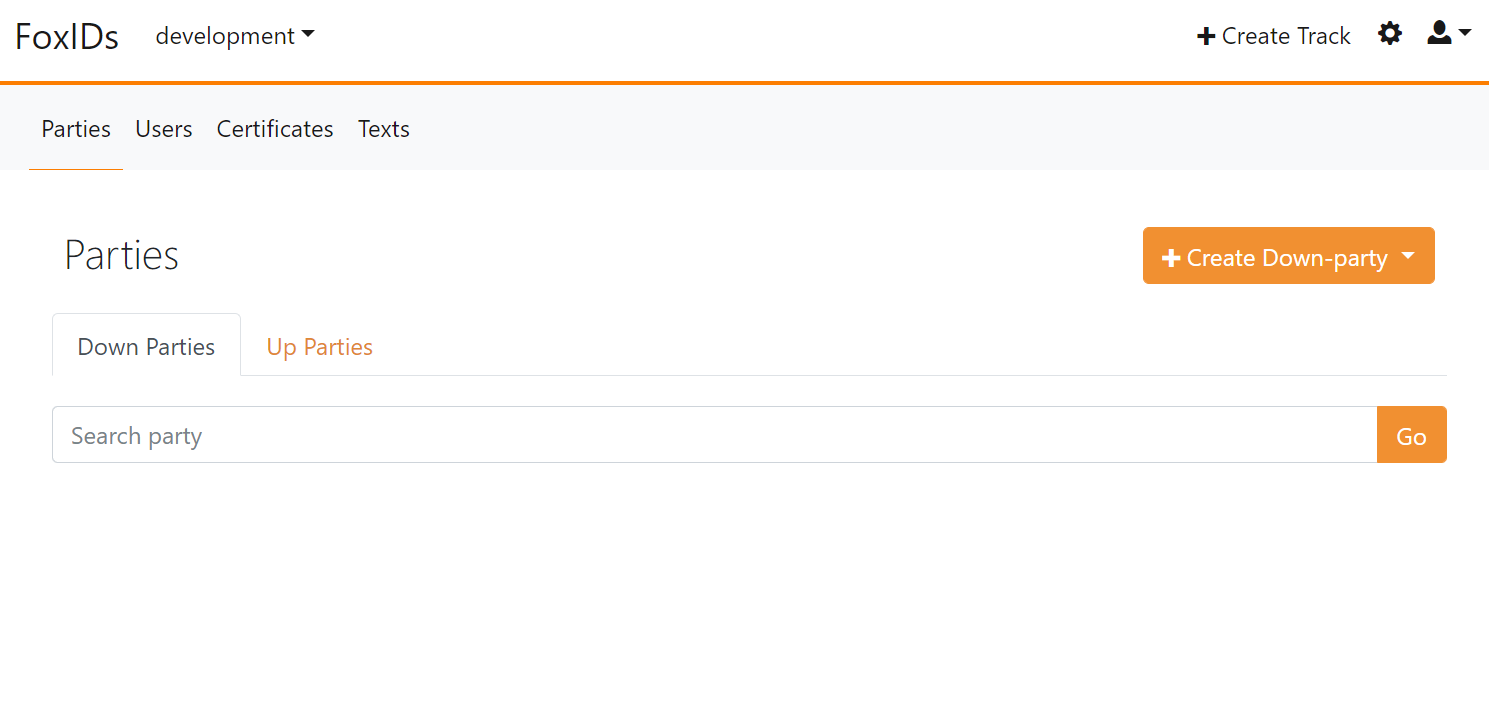 FoxIDs development Create Track
Parties Users Certificates Texts
Parties
Create Down-party
Down Parties Up Parties
Search party Go